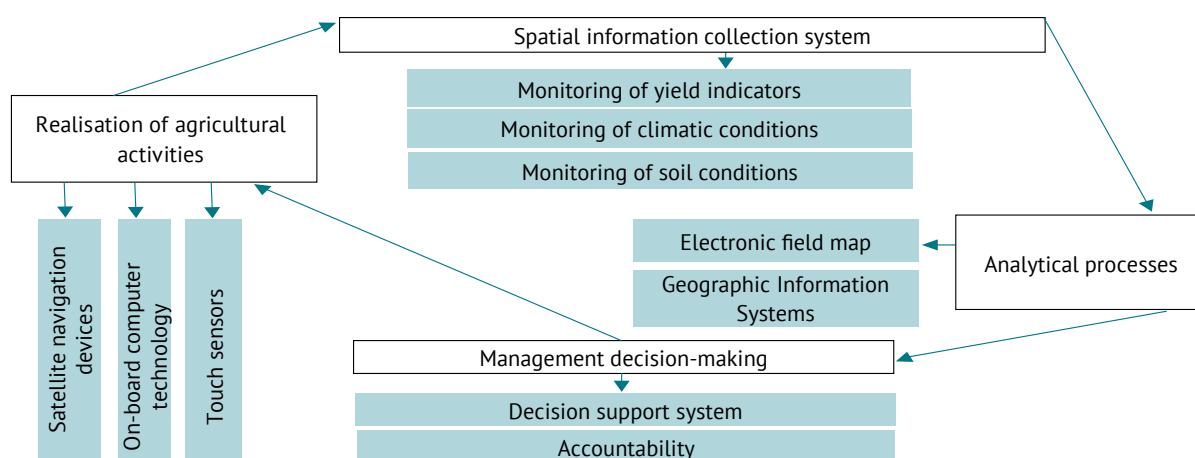 Spatial information collection system
Monitoring of yield indicators
Monitoring of climatic conditions
Monitoring of soil conditions
Realisation of agricultural
activities
Satellite navigation
devices
On-board computer
technology
Touch sensors
Electronic field map
Geographic Information
Systems
Analytical processes
Management decision-making
Decision support system
Accountability